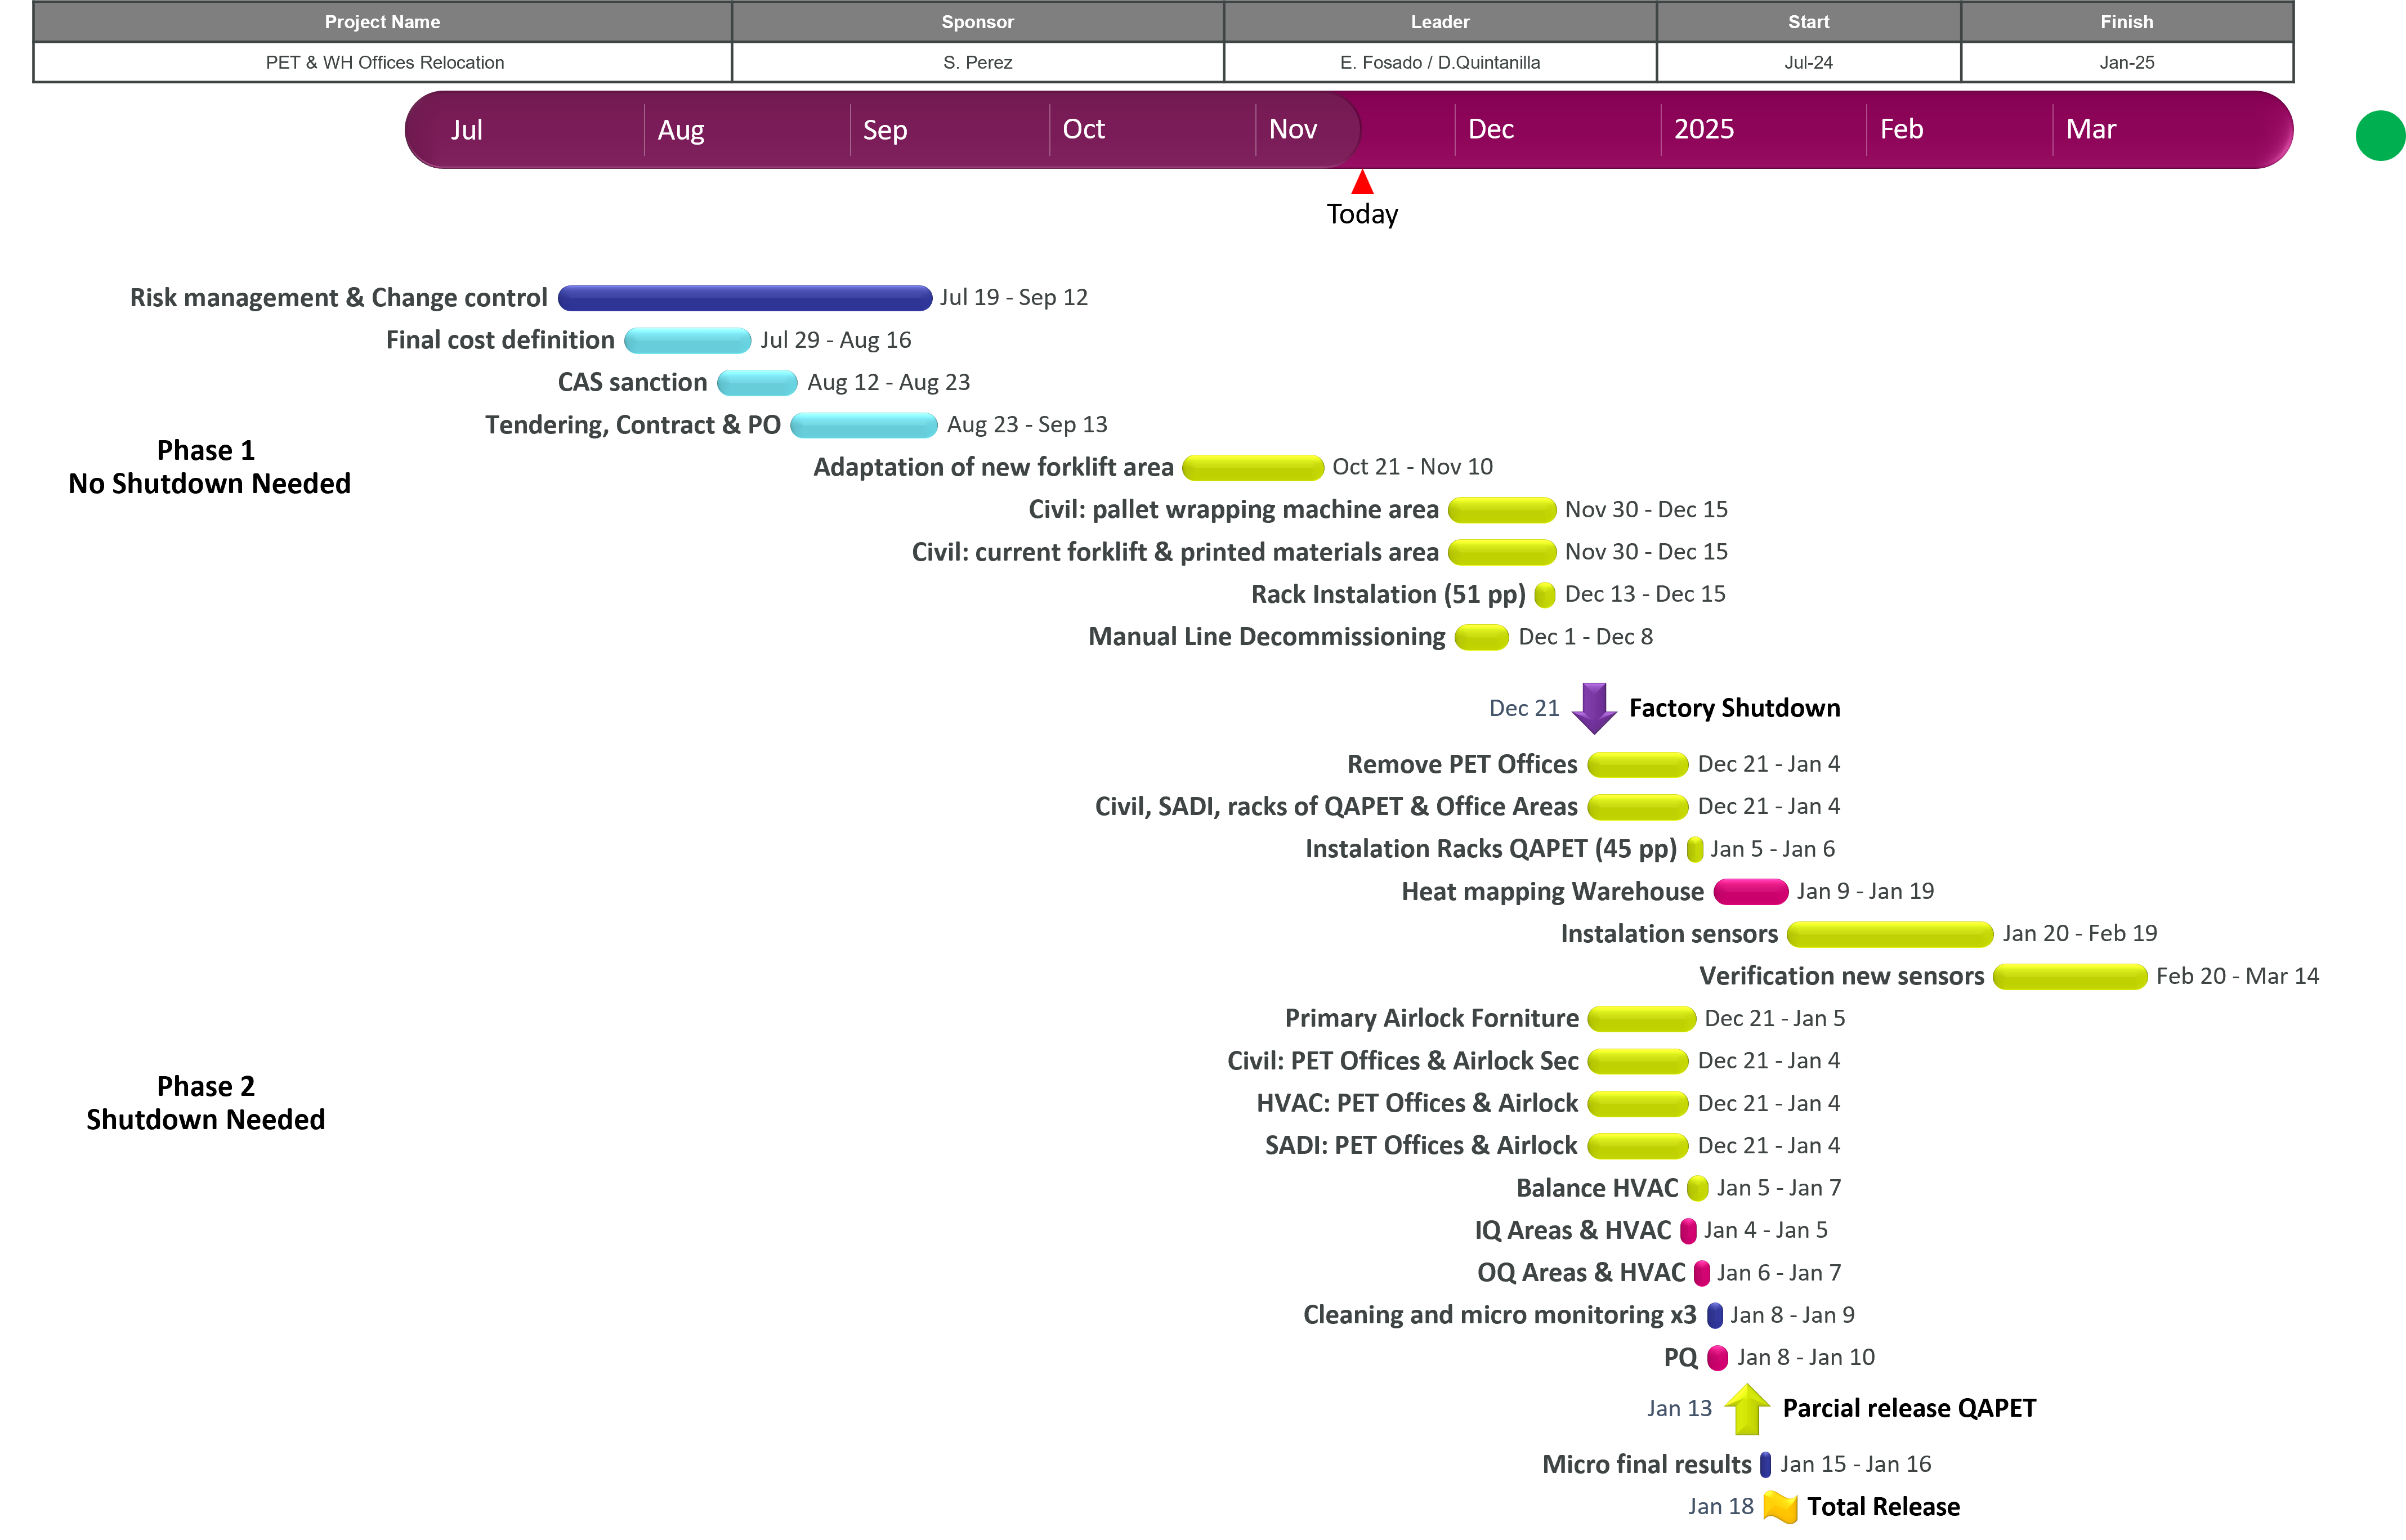 Project Name Sponsor Leader Start Finish
PET & WH Offices Relocation S. Perez E. Fosado / D.Quintanilla Jul-24 Jan-25
Jul Aug Sep Oct Nov Dec 2025 Feb Mar
Today
Risk management & Change control Jul 19 - Sep 12
Final cost definition Jul 29 - Aug 16
CAS sanction Aug 12 - Aug 23
Tendering, Contract & PO Aug 23 - Sep 13
Phase 1
No Shutdown Needed
Adaptation of new forklift area Oct 21 - Nov 10
Civil: pallet wrapping machine area Nov 30 - Dec 15
Civil: current forklift & printed materials area Nov 30 - Dec 15
Rack Instalation (51 pp) Dec 13 - Dec 15
Manual Line Decommissioning Dec 1 - Dec 8
Dec 21 Factory Shutdown
Remove PET Offices Dec 21 - Jan 4
Civil, SADI, racks of QAPET & Office Areas Dec 21 - Jan 4
Instalation Racks QAPET (45 pp) Jan 5 - Jan 6
Heat mapping Warehouse Jan 9 - Jan 19
Instalation sensors Jan 20 - Feb 19
Verification new sensors Feb 20 - Mar 14
Primary Airlock Forniture Dec 21 - Jan 5
Civil: PET Offices & Airlock Sec Dec 21 - Jan 4
Phase 2
Shutdown Needed
HVAC: PET Offices & Airlock Dec 21 - Jan 4
SADI: PET Offices & Airlock Dec 21 - Jan 4
Balance HVAC Jan 5 - Jan 7
IQ Areas & HVAC Jan 4 - Jan 5
OQ Areas & HVAC Jan 6 - Jan 7
Cleaning and micro monitoring x3 Jan 8 - Jan 9
PQ Jan 8 - Jan 10
Jan 13 Parcial release QAPET
Micro final results Jan 15 - Jan 16
Jan 18 Total Release